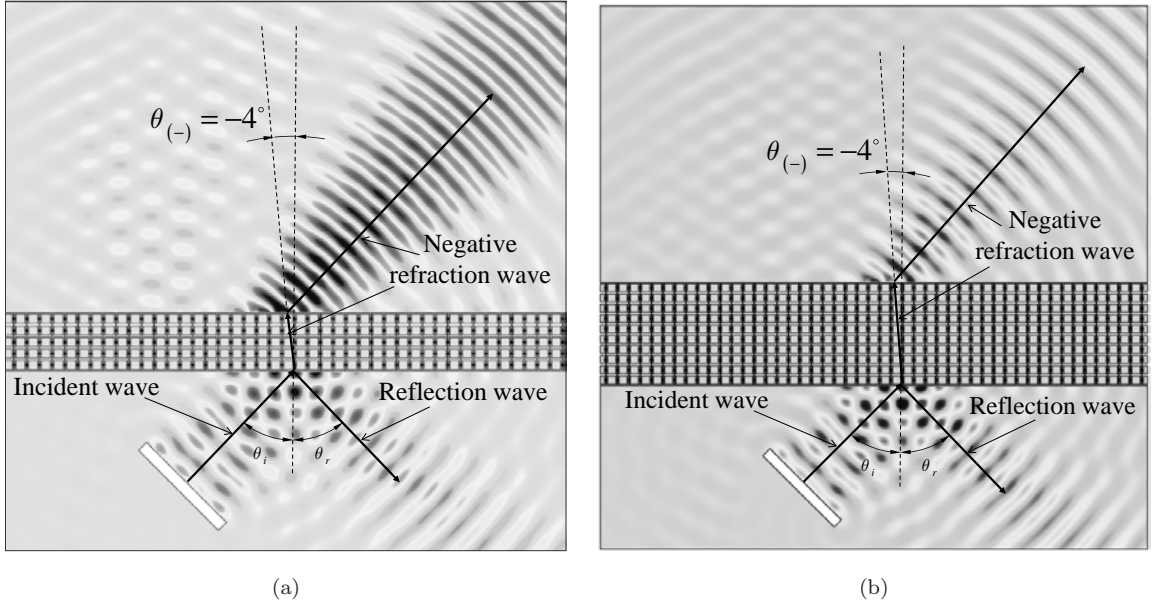 θ(−) = −4°
Negative
refraction wave
Incident wave
Reflection wave
θi
θr
(a)
θ(−) = −4°
Negative
refraction wave
Incident wave
Reflection wave
θi
θr
(b)